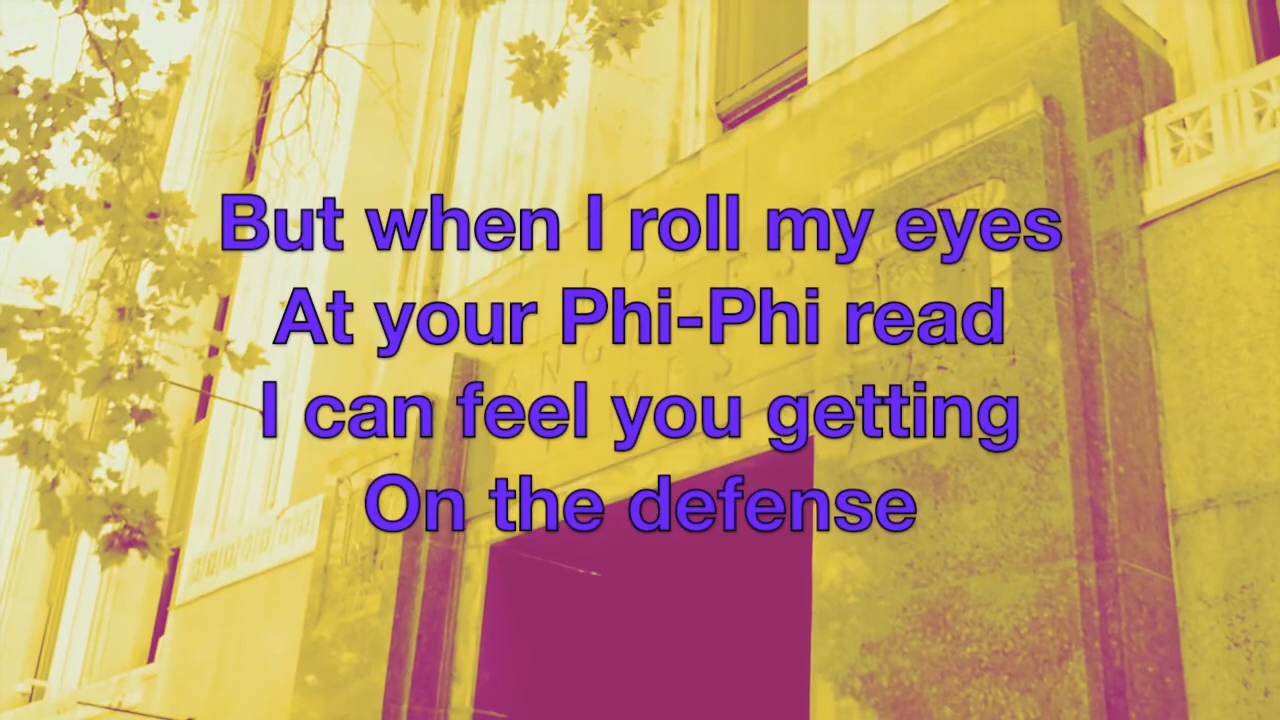 But when I roll my eyes
At your Phi-Phi read
I can feel you getting
On the defense